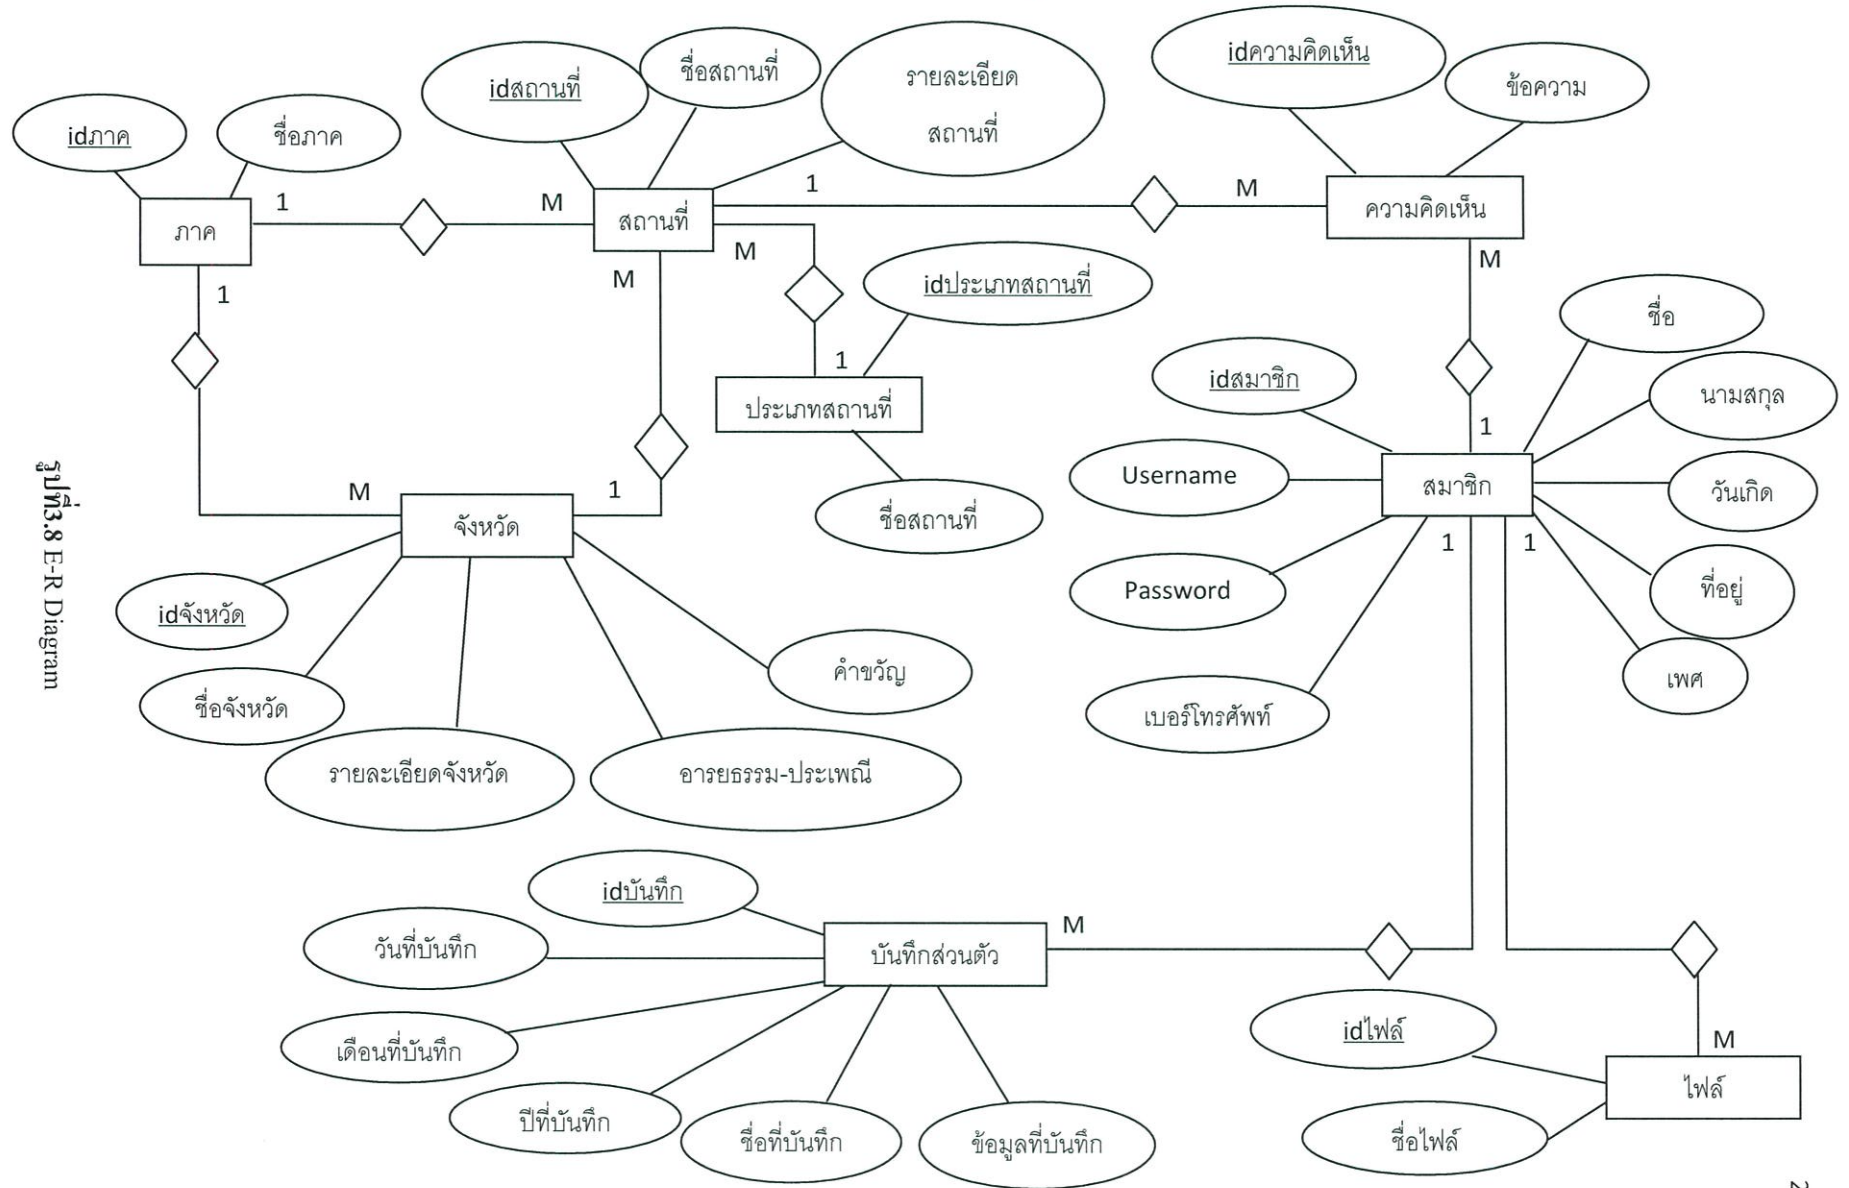 idความคิดเห็น
ชื่อสถานที่
รายละเอียด
สถานที่
idสถานที่
ข้อความ
idภาค
ชื่อภาค
1
M
1
M
ภาค
สถานที่
ความคิดเห็น
M
M
M
1
idประเภทสถานที่
ชื่อ
1
idสมาชิก
นามสกุล
ประเภทสถานที่
1
Username
สมาชิก
วันเกิด
M
1
จังหวัด
ชื่อสถานที่
1
1
Password
ที่อยู่
idจังหวัด
คำขวัญ
เพศ
ชื่อจังหวัด
เบอร์โทรศัพท์
รายละเอียดจังหวัด
อารยธรรม-ประเพณี
รูปที่3.8 E-R Diagram
idบันทึก
M
วันที่บันทึก
บันทึกส่วนตัว
idไฟล์
M
เดือนที่บันทึก
ไฟล์
ปีที่บันทึก
ชื่อที่บันทึก
ข้อมูลที่บันทึก
ชื่อไฟล์